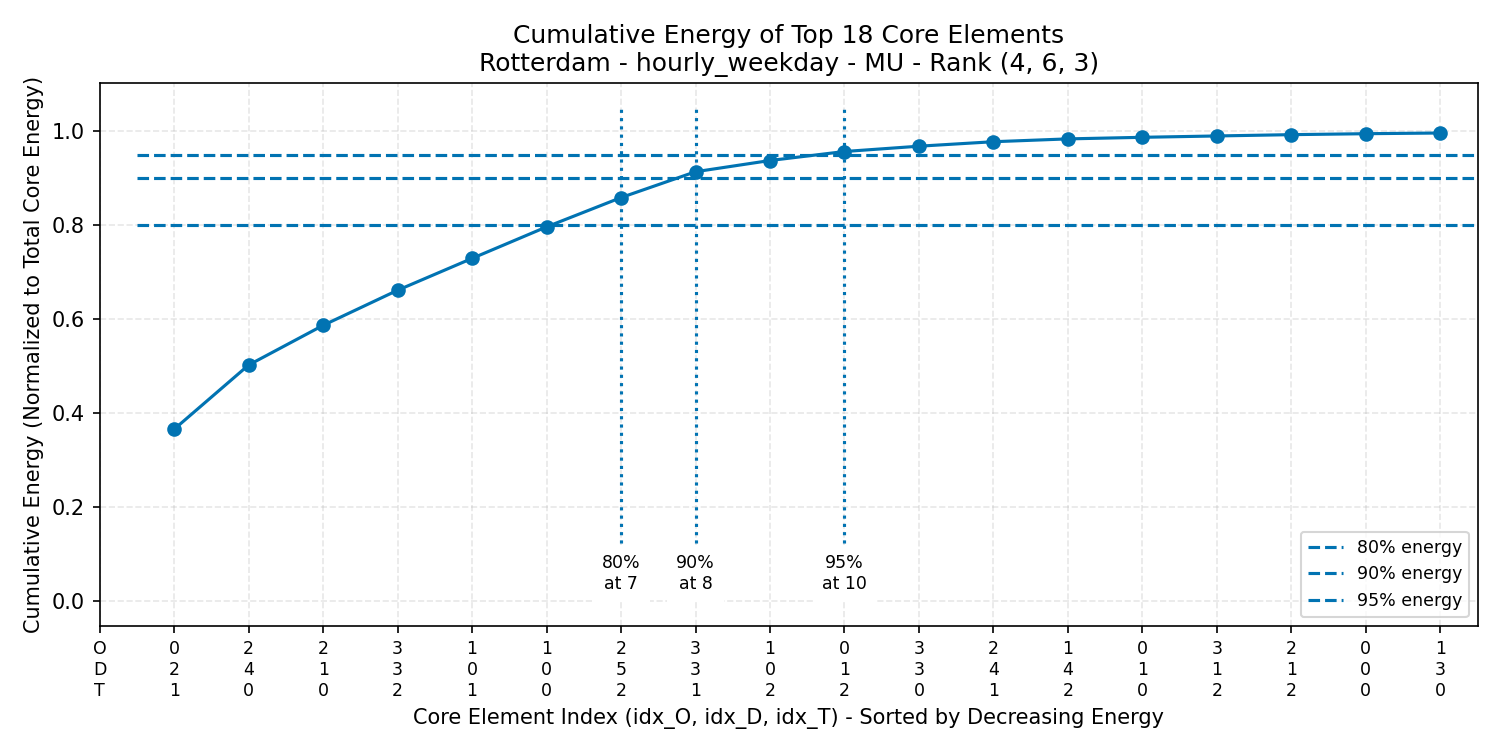 Cumulative Energy of Top 18 Core Elements
Rotterdam - hourly_weekday - MU - Rank (4, 6, 3)
Cumulative Energy (Normalized to Total Core Energy)
1.0
0.8
0.6
0.4
0.2
0.0
80%
at 7
90%
at 8
95%
at 10
80% energy
90% energy
95% energy
O 0 2 2 3 1 1 2 3 1 0 3 2 1 0 3 2 0 1
D 2 4 1 3 0 0 5 3 0 1 3 4 4 1 1 1 0 3
T 1 0 0 2 1 0 2 1 2 2 0 1 2 0 2 2 0 0
Core Element Index (idx_O, idx_D, idx_T) - Sorted by Decreasing Energy